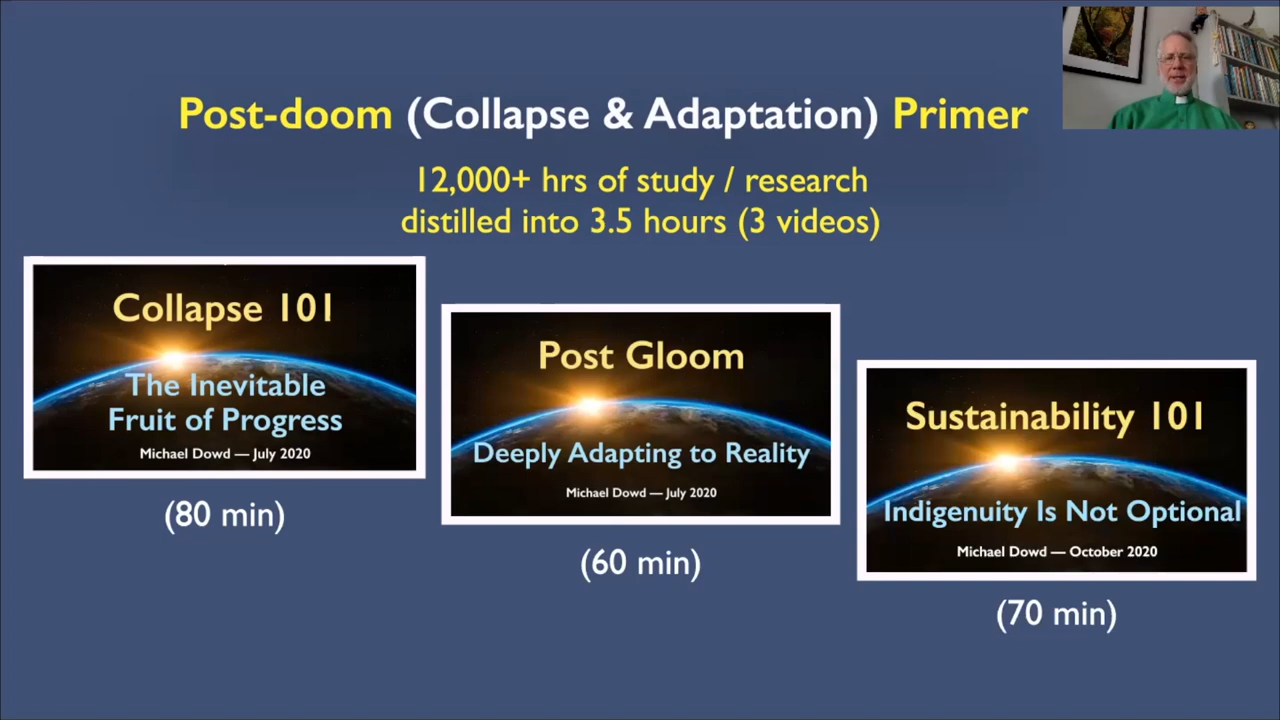 Post-doom (Collapse & Adaptation) Primer
12,000+ hrs of study / research
distilled into 3.5 hours (3 videos)
Collapse 101
The Inevitable
Fruit of Progress
Michael Dowd — July 2020
(80 min)
Post Gloom
Deeply Adapting to Reality
Michael Dowd — July 2020
(60 min)
Sustainability 101
Indigenuity Is Not Optional
Michael Dowd — October 2020
(70 min)